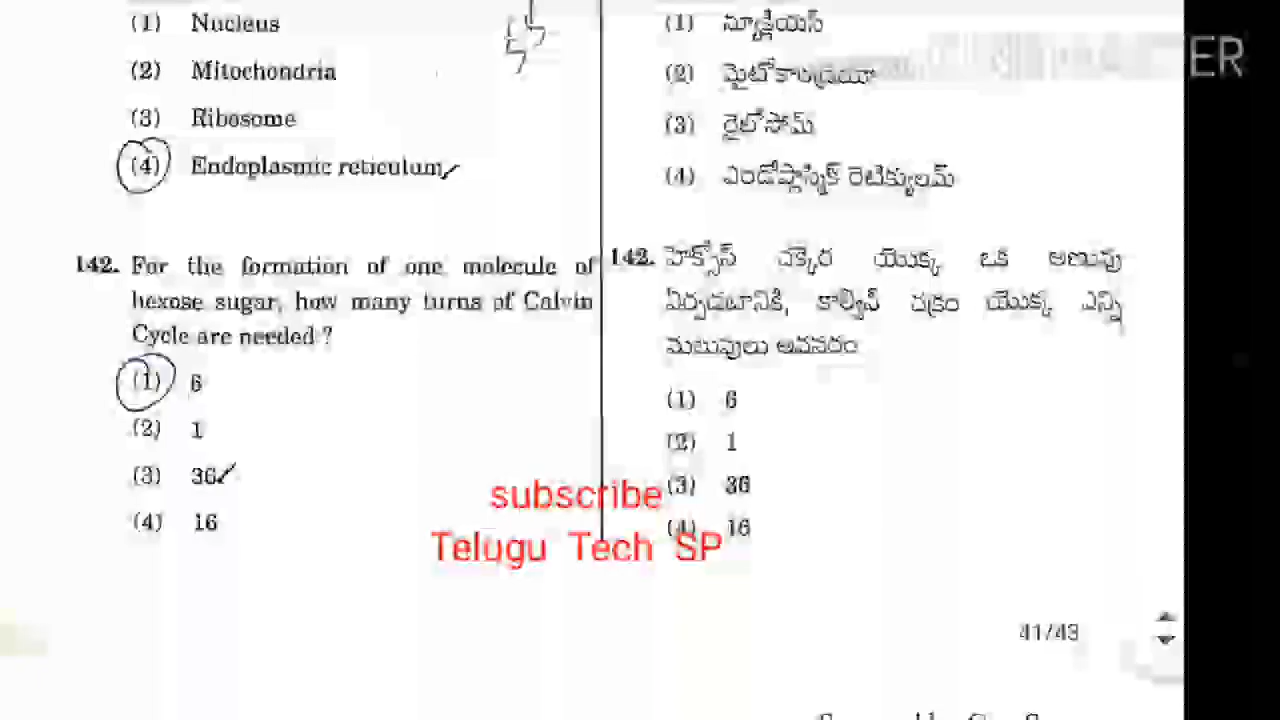 (1) Nucleus
(2) Mitochondria
(3) Ribosome
(4) Endoplasmic reticulum
142. For the formation of one molecule of
hexose sugar, how many turns of Calvin
Cycle are needed ?
(1) 6
(2) 1
(3) 36
(4) 16
(1) న్యూక్లియస్
(2) మైటోకాండ్రియా
(3) రైబోసోమ్
(4) ఎండోప్లాస్మిక్ రెటిక్యులమ్
142. హెక్సోస్ చక్కెర యొక్క ఒక అణువు
ఏర్పడటానికి, కాల్విన్ చక్రం యొక్క ఎన్ని
మలుపులు అవసరం
(1) 6
(2) 1
(3) 36
(4) 16
subscribe
Telugu Tech SP
41/43